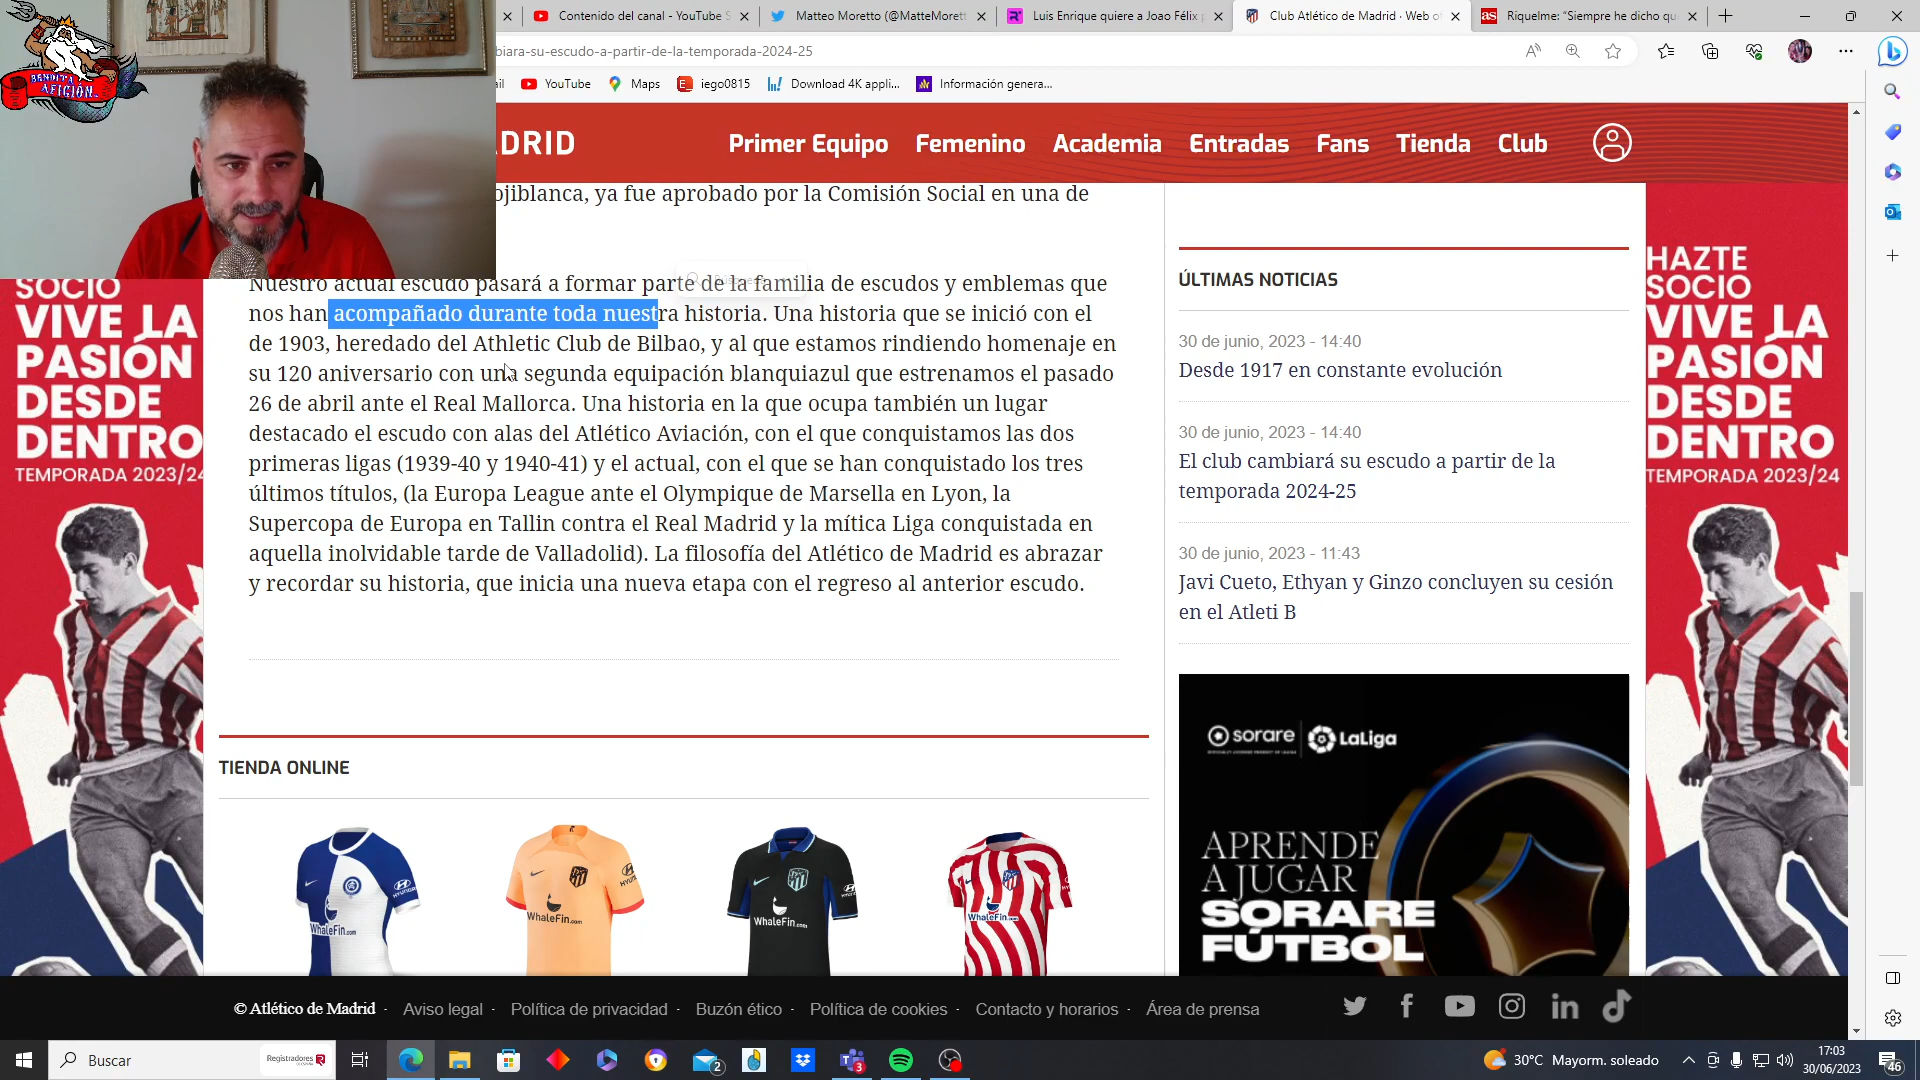 Contenido del canal - YouTube S
Matteo Moretto (@MatteMorett
Luis Enrique quiere a Joao Félix p
Club Atlético de Madrid · Web o
Riquelme: “Siempre he dicho qu
biara-su-escudo-a-partir-de-la-temporada-2024-25
YouTube
Maps
iego0815
Download 4K appli...
Información genera...
BENDITA
AFICIÓN
ADRID
Primer Equipo
Femenino
Academia
Entradas
Fans
Tienda
Club
ojiblanca, ya fue aprobado por la Comisión Social en una de
Nuestro actual escudo pasará a formar parte de la familia de escudos y emblemas que
nos han acompañado durante toda nuestra historia. Una historia que se inició con el
de 1903, heredado del Athletic Club de Bilbao, y al que estamos rindiendo homenaje en
su 120 aniversario con una segunda equipación blanquiazul que estrenamos el pasado
26 de abril ante el Real Mallorca. Una historia en la que ocupa también un lugar
destacado el escudo con alas del Atlético Aviación, con el que conquistamos las dos
primeras ligas (1939-40 y 1940-41) y el actual, con el que se han conquistado los tres
últimos títulos, (la Europa League ante el Olympique de Marsella en Lyon, la
Supercopa de Europa en Tallin contra el Real Madrid y la mítica Liga conquistada en
aquella inolvidable tarde de Valladolid). La filosofía del Atlético de Madrid es abrazar
y recordar su historia, que inicia una nueva etapa con el regreso al anterior escudo.
ÚLTIMAS NOTICIAS
30 de junio, 2023 - 14:40
Desde 1917 en constante evolución
30 de junio, 2023 - 14:40
El club cambiará su escudo a partir de la
temporada 2024-25
30 de junio, 2023 - 11:43
Javi Cueto, Ethyan y Ginzo concluyen su cesión
en el Atleti B
SOCIO
VIVE LA
PASIÓN
DESDE
DENTRO
TEMPORADA 2023/24
HAZTE
SOCIO
VIVE LA
PASIÓN
DESDE
DENTRO
TEMPORADA 2023/24
TIENDA ONLINE
WhaleFin.com
WhaleFin.com
WhaleFin.com
WhaleFin.com
HYUNDAI
sorare
LaLiga
APRENDE
A JUGAR
SORARE
FÚTBOL
© Atlético de Madrid · Aviso legal · Política de privacidad · Buzón ético · Política de cookies · Contacto y horarios · Área de prensa
Buscar
Registradores
2
3
30°C Mayorm. soleado
17:03
30/06/2023
46